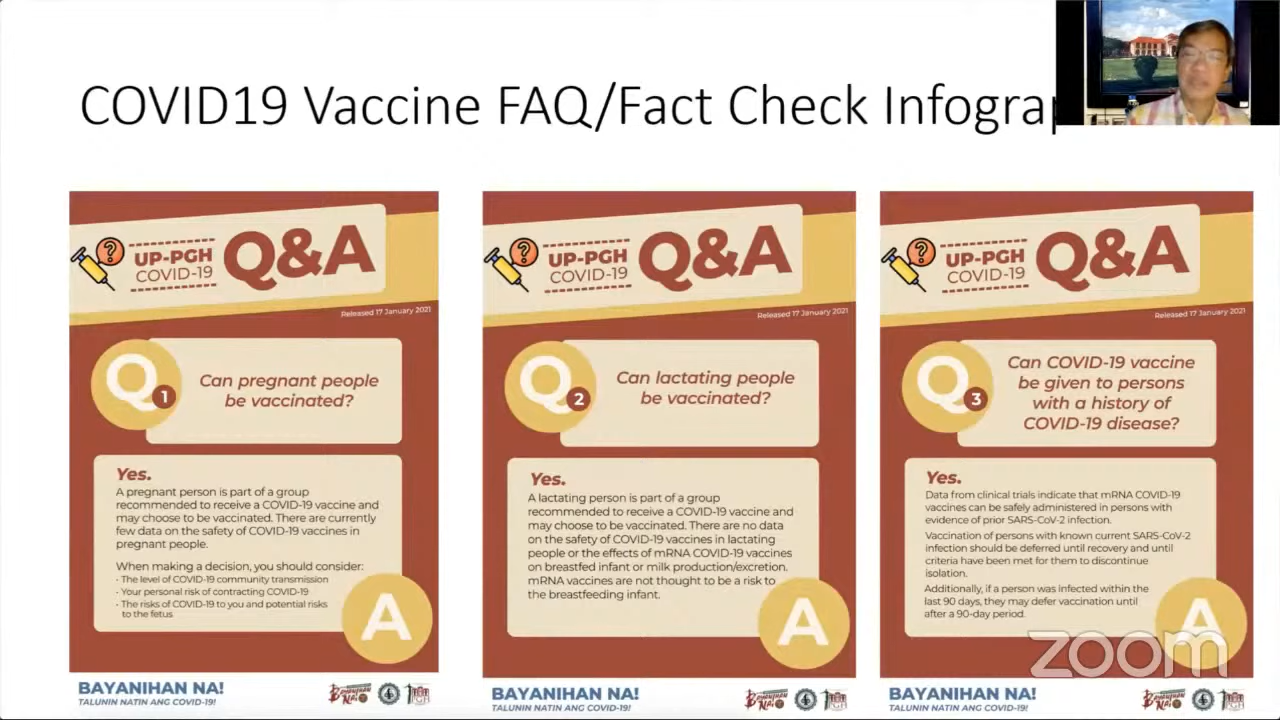 COVID19 Vaccine FAQ/Fact Check Infograp
UP-PGH
COVID-19
Q&A
Released 17 January 2021
Q1
Can pregnant people
be vaccinated?
Yes.
A pregnant person is part of a group
recommended to receive a COVID-19 vaccine and
may choose to be vaccinated. There are currently
few data on the safety of COVID-19 vaccines in
pregnant people.
When making a decision, you should consider:
• The level of COVID-19 community transmission
• Your personal risk of contracting COVID-19
• The risks of COVID-19 to you and potential risks
to the fetus
A
BAYANIHAN NA!
TALUNIN NATIN ANG COVID-19!
UP-PGH
COVID-19
Q&A
Released 17 January 2021
Q2
Can lactating people
be vaccinated?
Yes.
A lactating person is part of a group
recommended to receive a COVID-19 vaccine and
may choose to be vaccinated. There are no data
on the safety of COVID-19 vaccines in lactating
people or the effects of mRNA COVID-19 vaccines
on breastfed infant or milk production/excretion.
mRNA vaccines are not thought to be a risk to
the breastfeeding infant.
A
BAYANIHAN NA!
TALUNIN NATIN ANG COVID-19!
UP-PGH
COVID-19
Q&A
Released 17 January 2021
Q3
Can COVID-19 vaccine
be given to persons
with a history of
COVID-19 disease?
Yes.
Data from clinical trials indicate that mRNA COVID-19
vaccines can be safely administered in persons with
evidence of prior SARS-CoV-2 infection.
Vaccination of persons with known current SARS-CoV-2
infection should be deferred until recovery and until
criteria have been met for them to discontinue
isolation.
Additionally, if a person was infected within the
last 90 days, they may defer vaccination until
after a 90-day period.
A
zoom
BAYANIHAN NA!
TALUNIN NATIN ANG COVID-19!